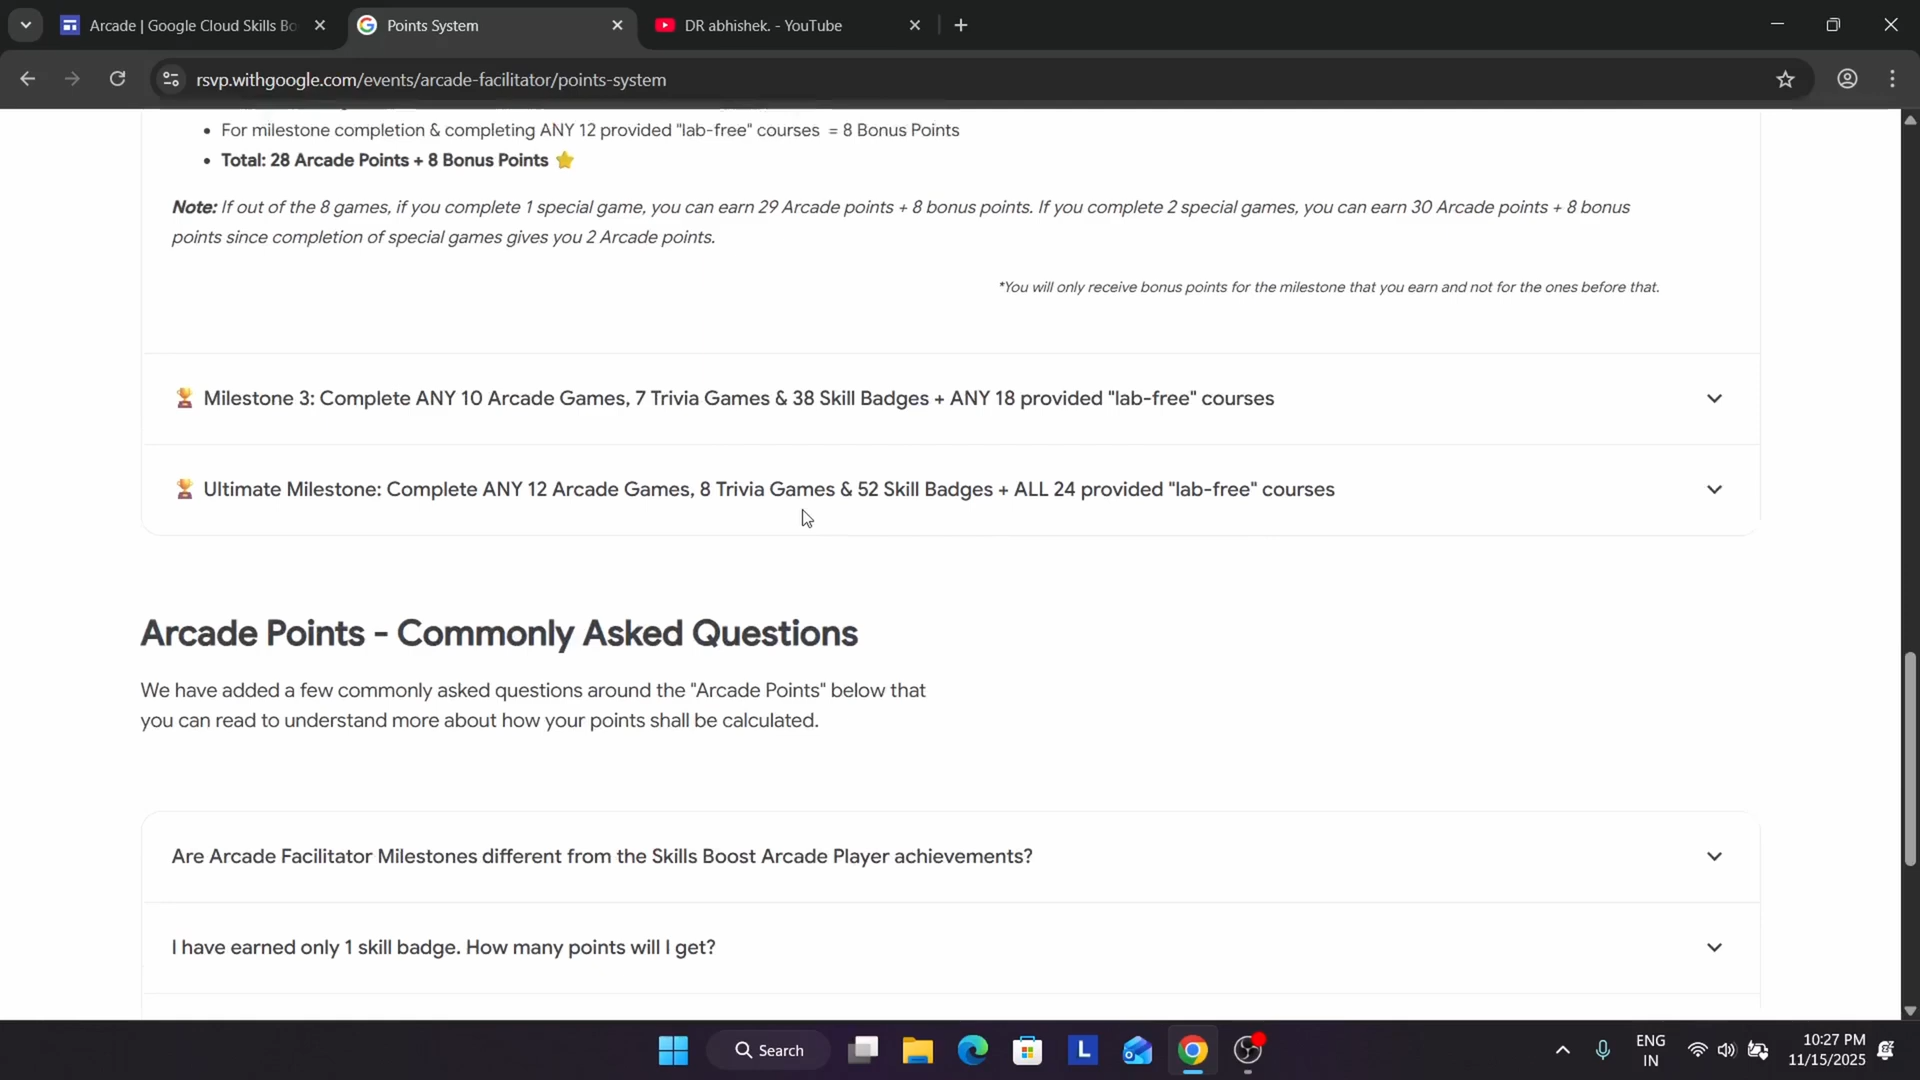 Arcade | Google Cloud Skills Bo
Points System
DR abhishek. - YouTube
rsvp.withgoogle.com/events/arcade-facilitator/points-system
• For milestone completion & completing ANY 12 provided "lab-free" courses = 8 Bonus Points
• Total: 28 Arcade Points + 8 Bonus Points ⭐
Note: If out of the 8 games, if you complete 1 special game, you can earn 29 Arcade points + 8 bonus points. If you complete 2 special games, you can earn 30 Arcade points + 8 bonus
points since completion of special games gives you 2 Arcade points.
*You will only receive bonus points for the milestone that you earn and not for the ones before that.
🏆 Milestone 3: Complete ANY 10 Arcade Games, 7 Trivia Games & 38 Skill Badges + ANY 18 provided "lab-free" courses
🏆 Ultimate Milestone: Complete ANY 12 Arcade Games, 8 Trivia Games & 52 Skill Badges + ALL 24 provided "lab-free" courses
Arcade Points - Commonly Asked Questions
We have added a few commonly asked questions around the "Arcade Points" below that
you can read to understand more about how your points shall be calculated.
Are Arcade Facilitator Milestones different from the Skills Boost Arcade Player achievements?
I have earned only 1 skill badge. How many points will I get?
Search
L
ENG
IN
10:27 PM
11/15/2025